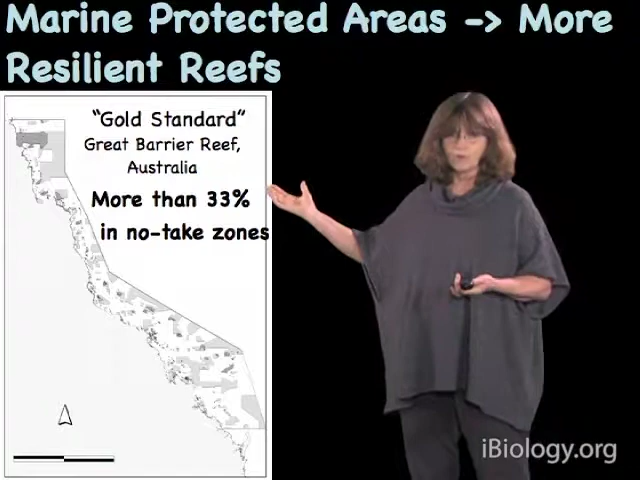 Marine Protected Areas -> More
Resilient Reefs
"Gold Standard"
Great Barrier Reef,
Australia
More than 33%
in no-take zones
iBiology.org